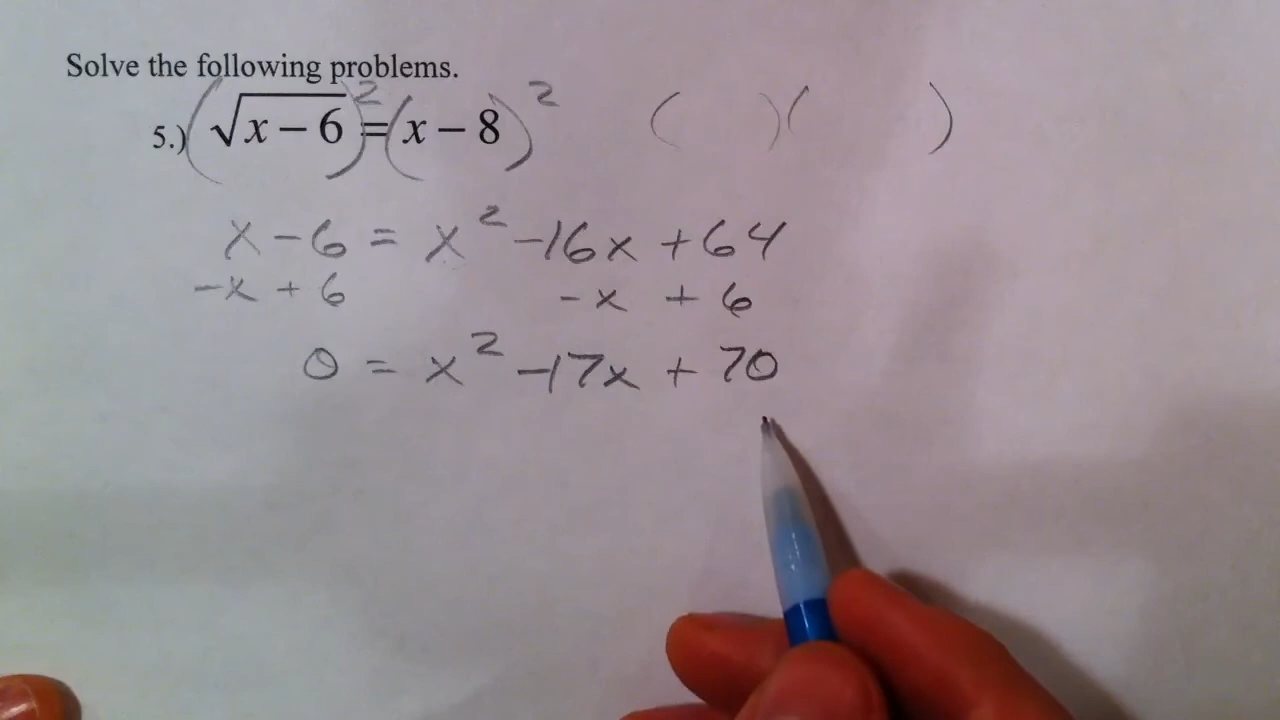 Solve the following problems.
5.) (√x − 6)² = (x − 8)² ( )( )
x − 6 = x² − 16x + 64
−x + 6 − x + 6
0 = x² − 17x + 70